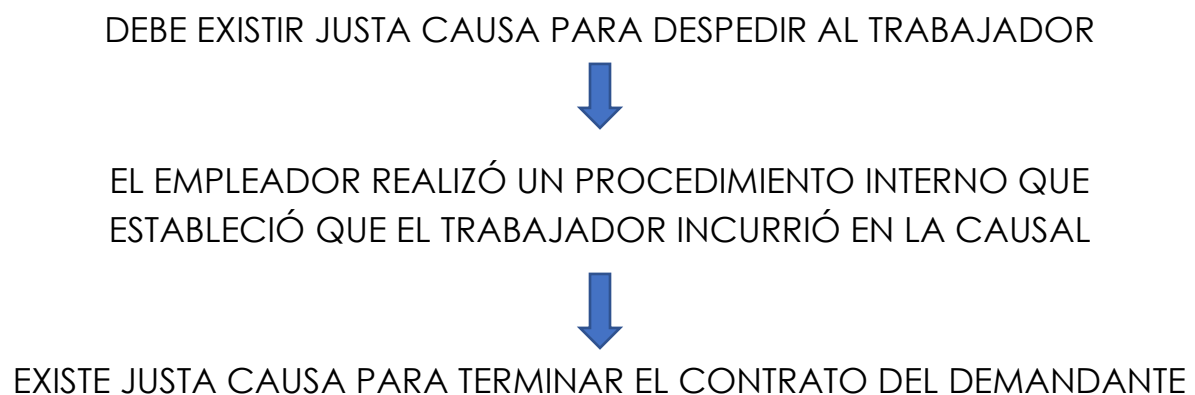 DEBE EXISTIR JUSTA CAUSA PARA DESPEDIR AL TRABAJADOR
EL EMPLEADOR REALIZÓ UN PROCEDIMIENTO INTERNO QUE
ESTABLECIÓ QUE EL TRABAJADOR INCURRIÓ EN LA CAUSAL
EXISTE JUSTA CAUSA PARA TERMINAR EL CONTRATO DEL DEMANDANTE